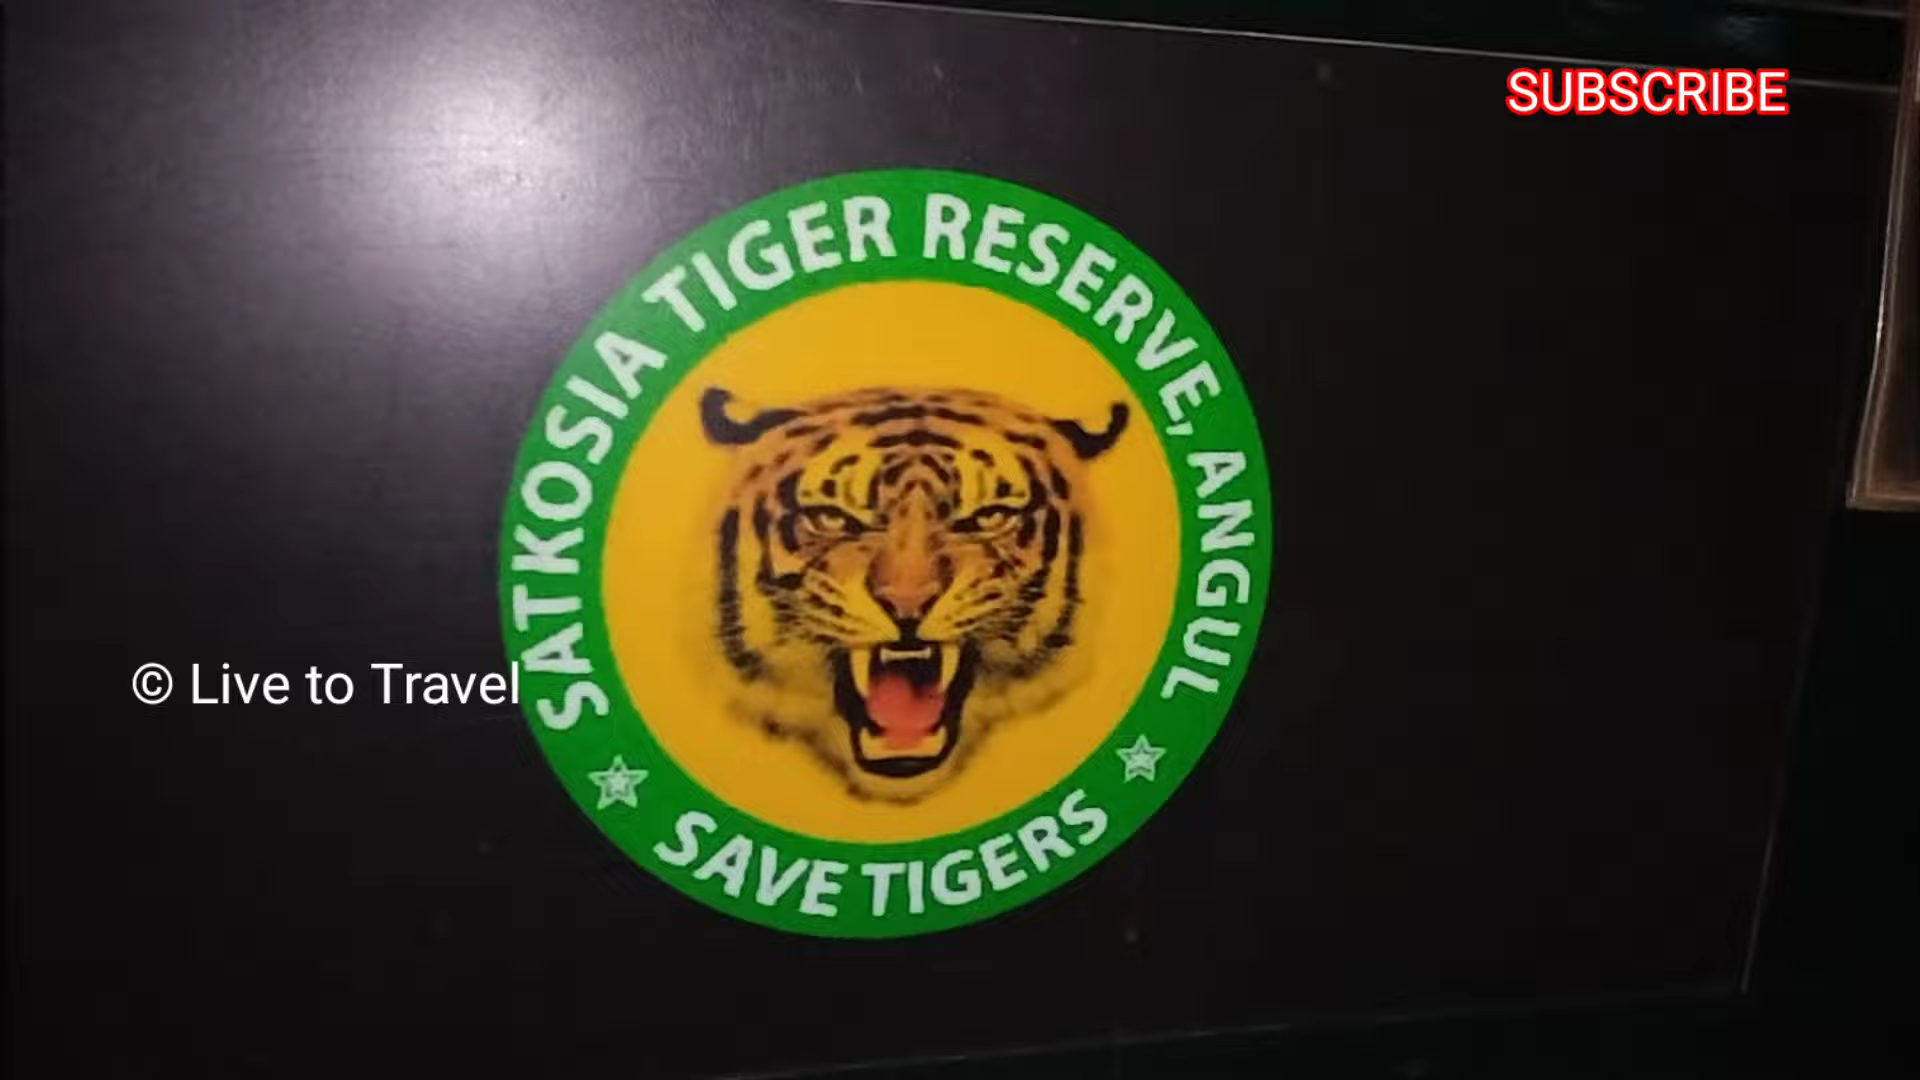 SUBSCRIBE
SATKOSIA TIGER RESERVE, ANGUL
© Live to Travel
SAVE TIGERS